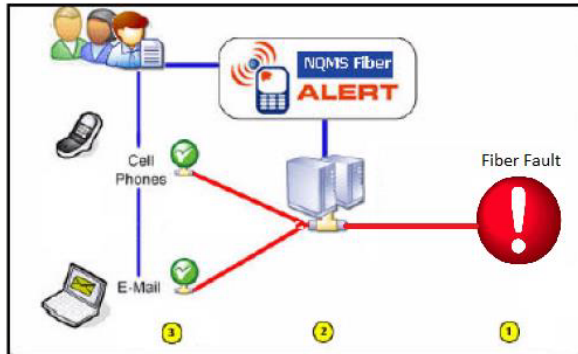 NQMS Fiber
ALERT
Fiber Fault
Cell
Phones
E-Mail
3
2
1